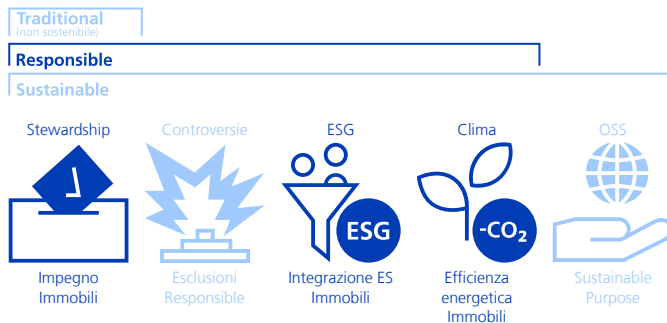 Traditional
(non sostenibile)
Responsible
Sustainable
Stewardship
Controversie
ESG
Clima
OSS
ESG
-CO₂
Impegno
Immobili
Esclusioni
Responsible
Integrazione ES
Immobili
Efficienza
energetica
Immobili
Sustainable
Purpose